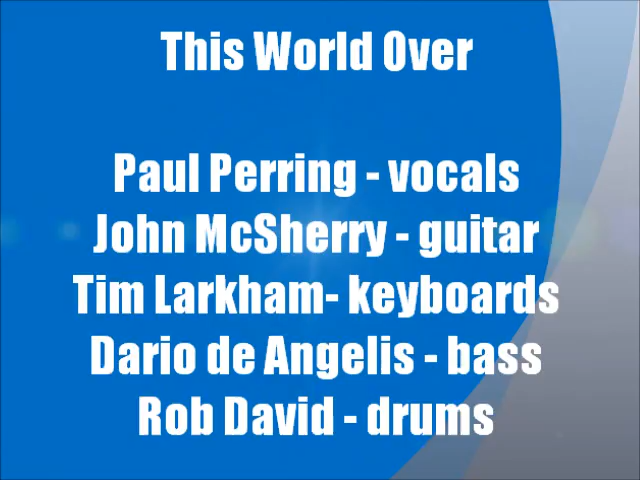 This World Over
Paul Perring - vocals
John McSherry - guitar
Tim Larkham- keyboards
Dario de Angelis - bass
Rob David - drums